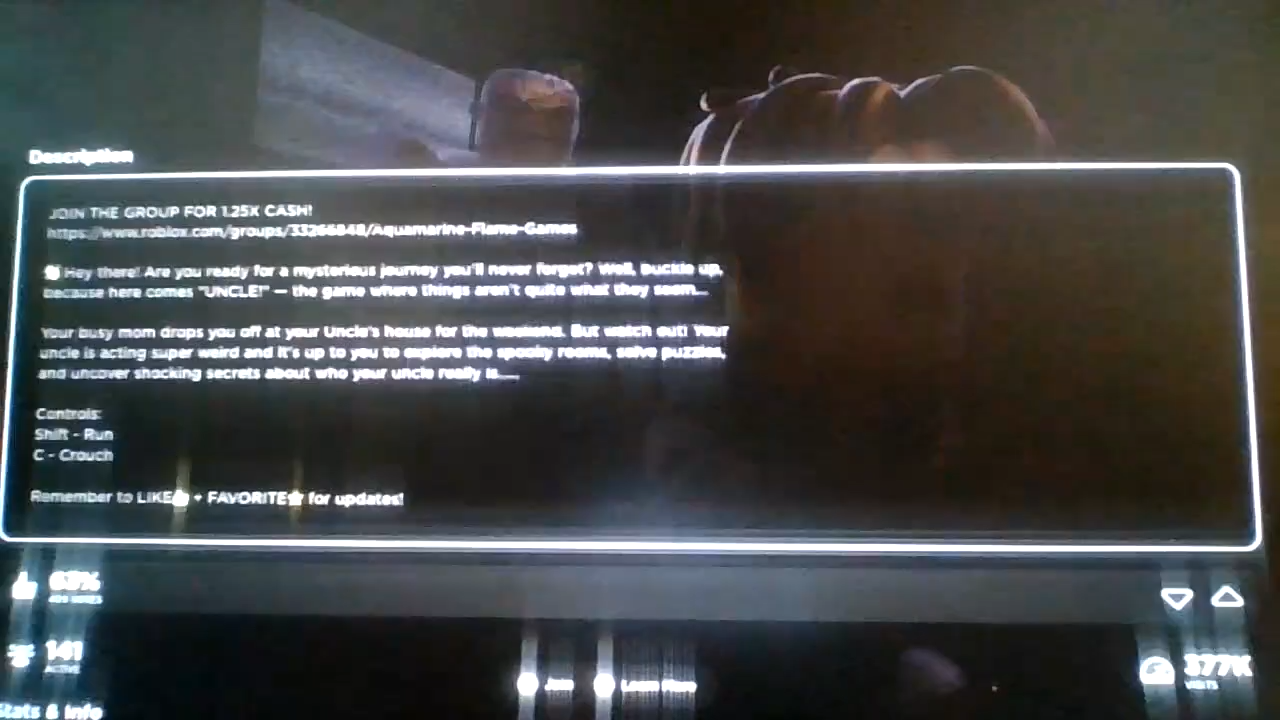 Description
JOIN THE GROUP FOR 1.25X CASH!
https://www.roblox.com/groups/33266848/Aquamarine-Flame-Games
Hey there! Are you ready for a mysterious journey you'll never forget? Well, buckle up,
because here comes "UNCLE!" — the game where things aren't quite what they seem...
Your busy mom drops you off at your Uncle's house for the weekend. But watch out! Your
uncle is acting super weird and it's up to you to explore the spooky rooms, solve puzzles,
and uncover shocking secrets about who your uncle really is....
Controls:
Shift - Run
C - Crouch
Remember to LIKE👍 + FAVORITE⭐ for updates!
141
ACTIVE
377K
VISITS
Join
Stats & Info